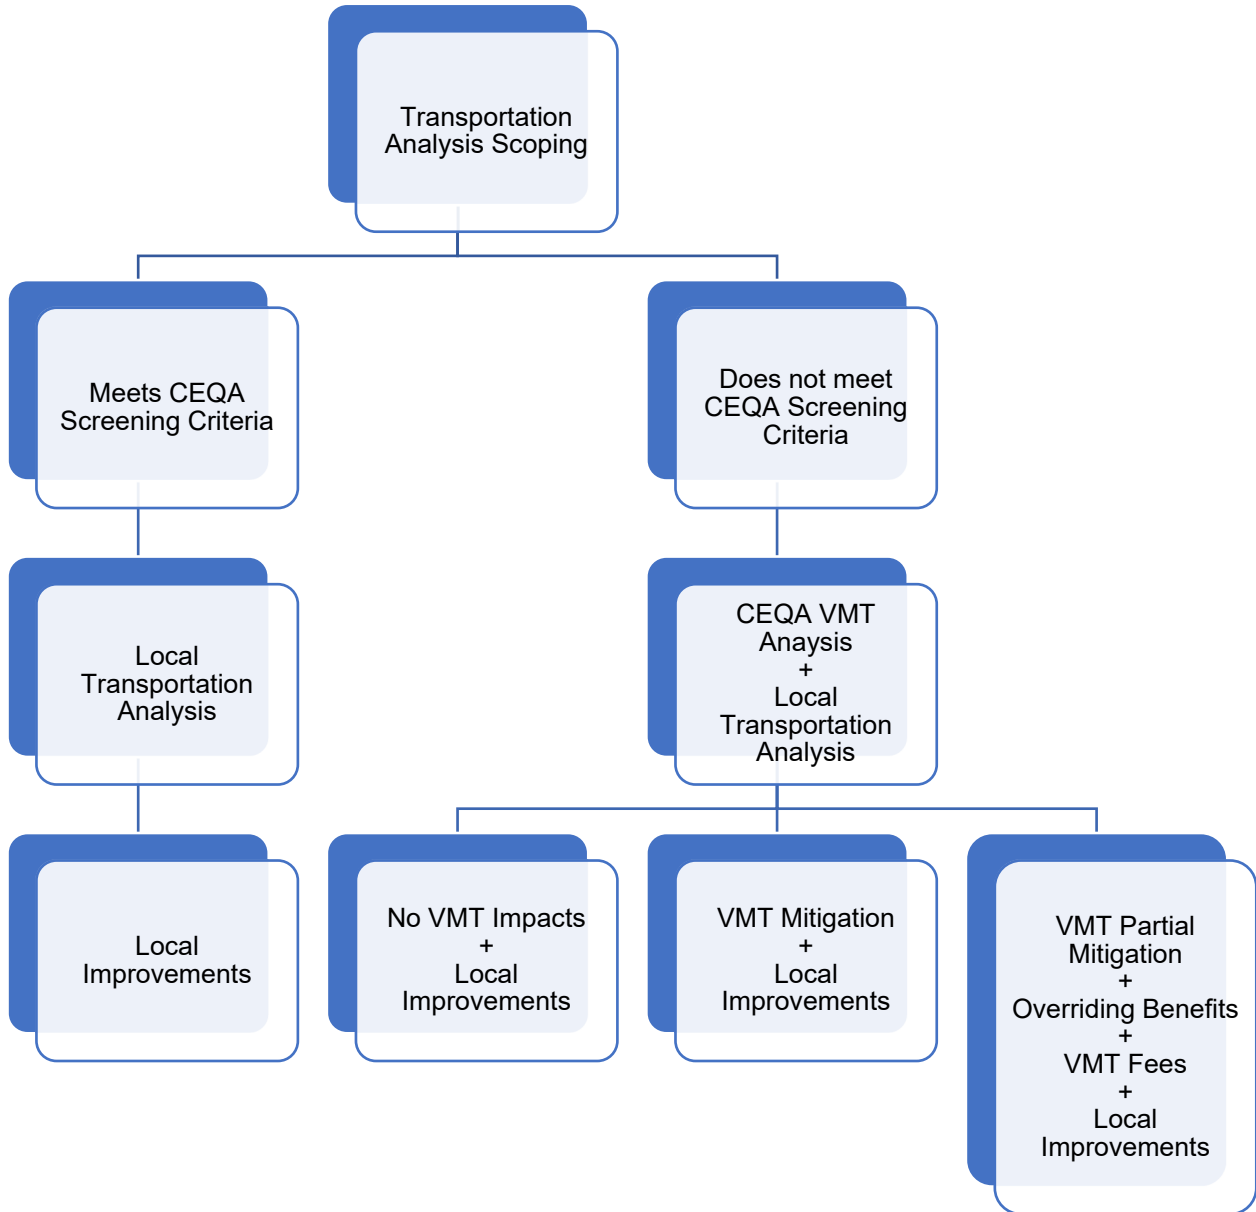 Transportation
Analysis Scoping
Meets CEQA
Screening Criteria
Does not meet
CEQA Screening
Criteria
Local
Transportation
Analysis
CEQA VMT
Anaysis
+
Local
Transportation
Analysis
Local
Improvements
No VMT Impacts
+
Local
Improvements
VMT Mitigation
+
Local
Improvements
VMT Partial
Mitigation
+
Overriding Benefits
+
VMT Fees
+
Local
Improvements